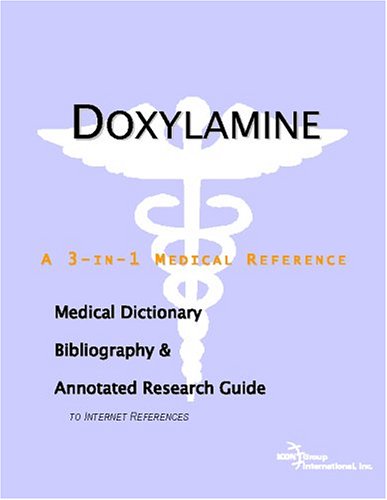 DOXYLAMINE
A 3-IN-1 MEDICAL REFERENCE
Medical Dictionary
Bibliography &
Annotated Research Guide
TO INTERNET REFERENCES
ICON Group
International, Inc.